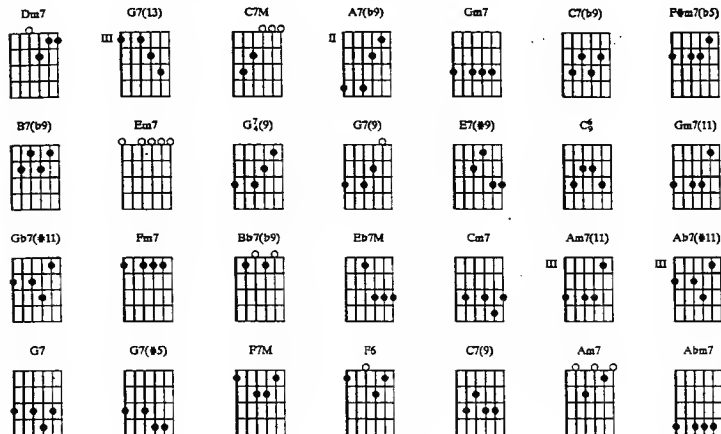 Dm7 G7(13) C7M A7(b9) Gm7 C7(b9) F#m7(b5)
III II
B7(b9) Em7 G7/4(9) G7(9) E7(#9) C6/9 Gm7(11)
Gb7(#11) Fm7 Bb7(b9) Eb7M Cm7 Am7(11) Ab7(#11)
III III
G7 G7(#5) F7M F6 C7(9) Am7 Abm7